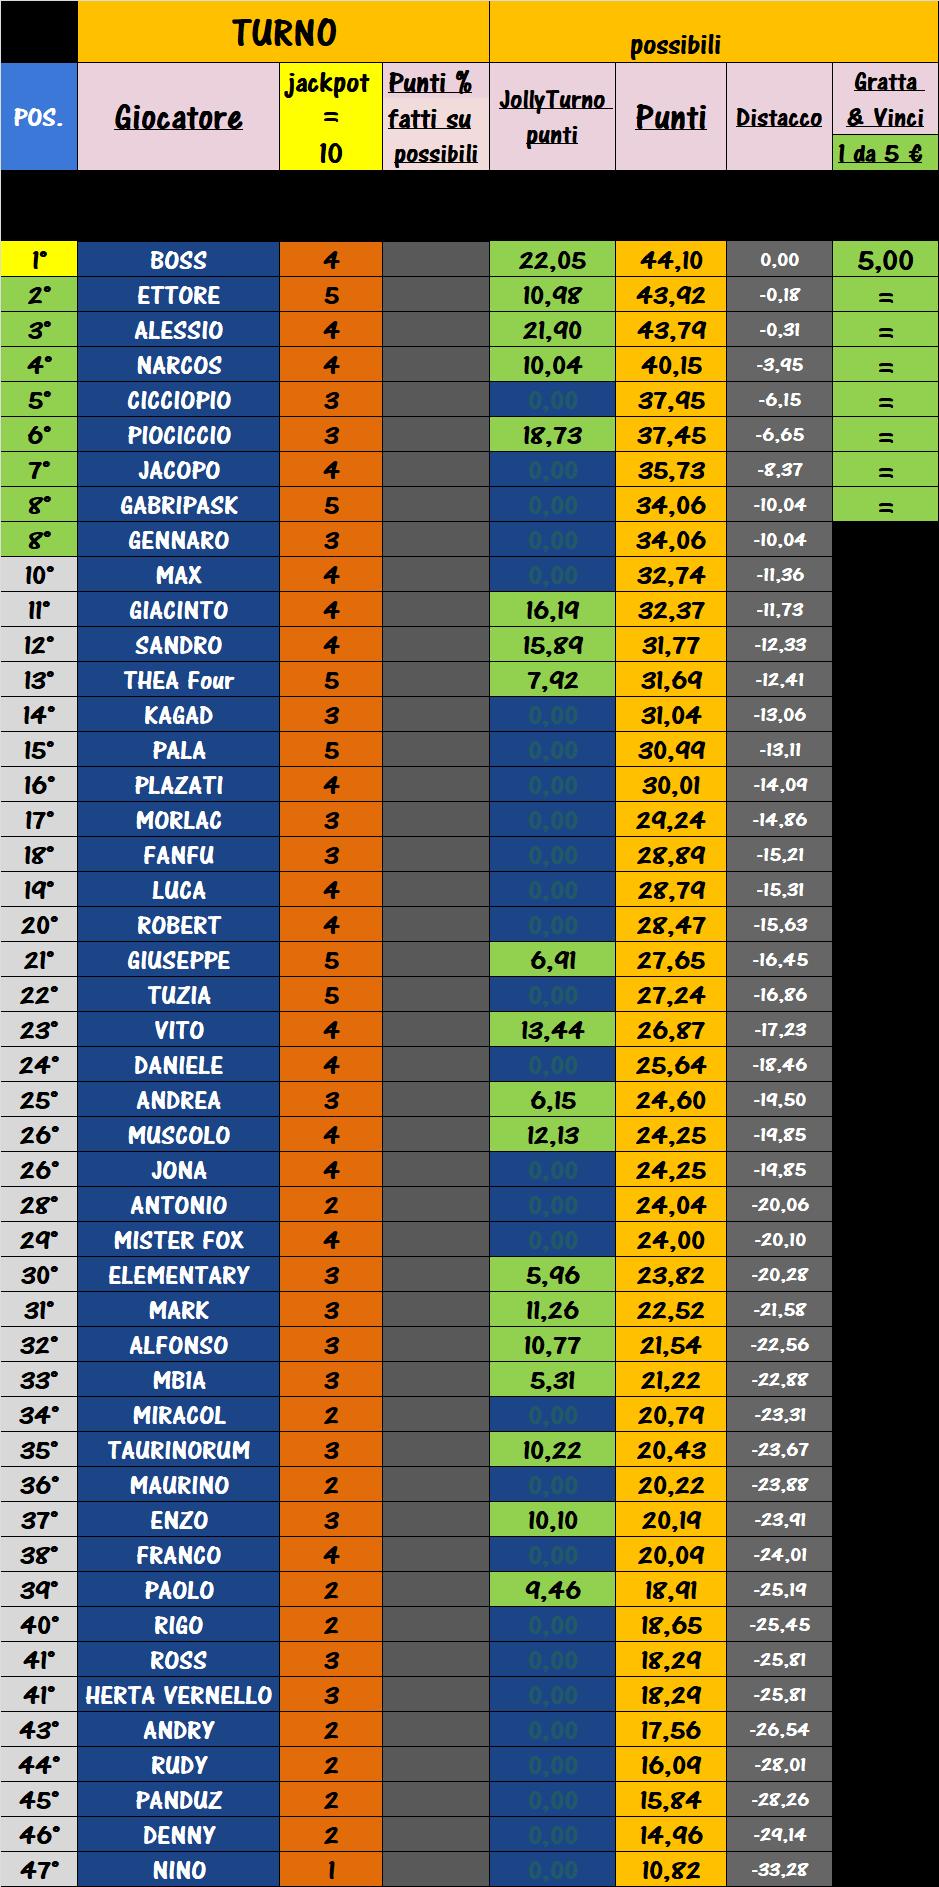 TURNO
possibili
POS. Giocatore jackpot = 10 Punti % fatti su possibili JollyTurno punti Punti Distacco Gratta & Vinci 1 da 5 €
1° BOSS 4 22,05 44,10 0,00 5,00
2° ETTORE 5 10,98 43,92 -0,18 =
3° ALESSIO 4 21,90 43,79 -0,31 =
4° NARCOS 4 10,04 40,15 -3,95 =
5° CICCIOPIO 3 0,00 37,95 -6,15 =
6° PIOCICCIO 3 18,73 37,45 -6,65 =
7° JACOPO 4 0,00 35,73 -8,37 =
8° GABRIPASK 5 0,00 34,06 -10,04 =
8° GENNARO 3 0,00 34,06 -10,04
10° MAX 4 0,00 32,74 -11,36
11° GIACINTO 4 16,19 32,37 -11,73
12° SANDRO 4 15,89 31,77 -12,33
13° THEA Four 5 7,92 31,69 -12,41
14° KAGAD 3 0,00 31,04 -13,06
15° PALA 5 0,00 30,99 -13,11
16° PLAZATI 4 0,00 30,01 -14,09
17° MORLAC 3 0,00 29,24 -14,86
18° FANFU 3 0,00 28,89 -15,21
19° LUCA 4 0,00 28,79 -15,31
20° ROBERT 4 0,00 28,47 -15,63
21° GIUSEPPE 5 6,91 27,65 -16,45
22° TUZIA 5 0,00 27,24 -16,86
23° VITO 4 13,44 26,87 -17,23
24° DANIELE 4 0,00 25,64 -18,46
25° ANDREA 3 6,15 24,60 -19,50
26° MUSCOLO 4 12,13 24,25 -19,85
26° JONA 4 0,00 24,25 -19,85
28° ANTONIO 2 0,00 24,04 -20,06
29° MISTER FOX 4 0,00 24,00 -20,10
30° ELEMENTARY 3 5,96 23,82 -20,28
31° MARK 3 11,26 22,52 -21,58
32° ALFONSO 3 10,77 21,54 -22,56
33° MBIA 3 5,31 21,22 -22,88
34° MIRACOL 2 0,00 20,79 -23,31
35° TAURINORUM 3 10,22 20,43 -23,67
36° MAURINO 2 0,00 20,22 -23,88
37° ENZO 3 10,10 20,19 -23,91
38° FRANCO 4 0,00 20,09 -24,01
39° PAOLO 2 9,46 18,91 -25,19
40° RIGO 2 0,00 18,65 -25,45
41° ROSS 3 0,00 18,29 -25,81
41° HERTA VERNELLO 3 0,00 18,29 -25,81
43° ANDRY 2 0,00 17,56 -26,54
44° RUDY 2 0,00 16,09 -28,01
45° PANDUZ 2 0,00 15,84 -28,26
46° DENNY 2 0,00 14,96 -29,14
47° NINO 1 0,00 10,82 -33,28